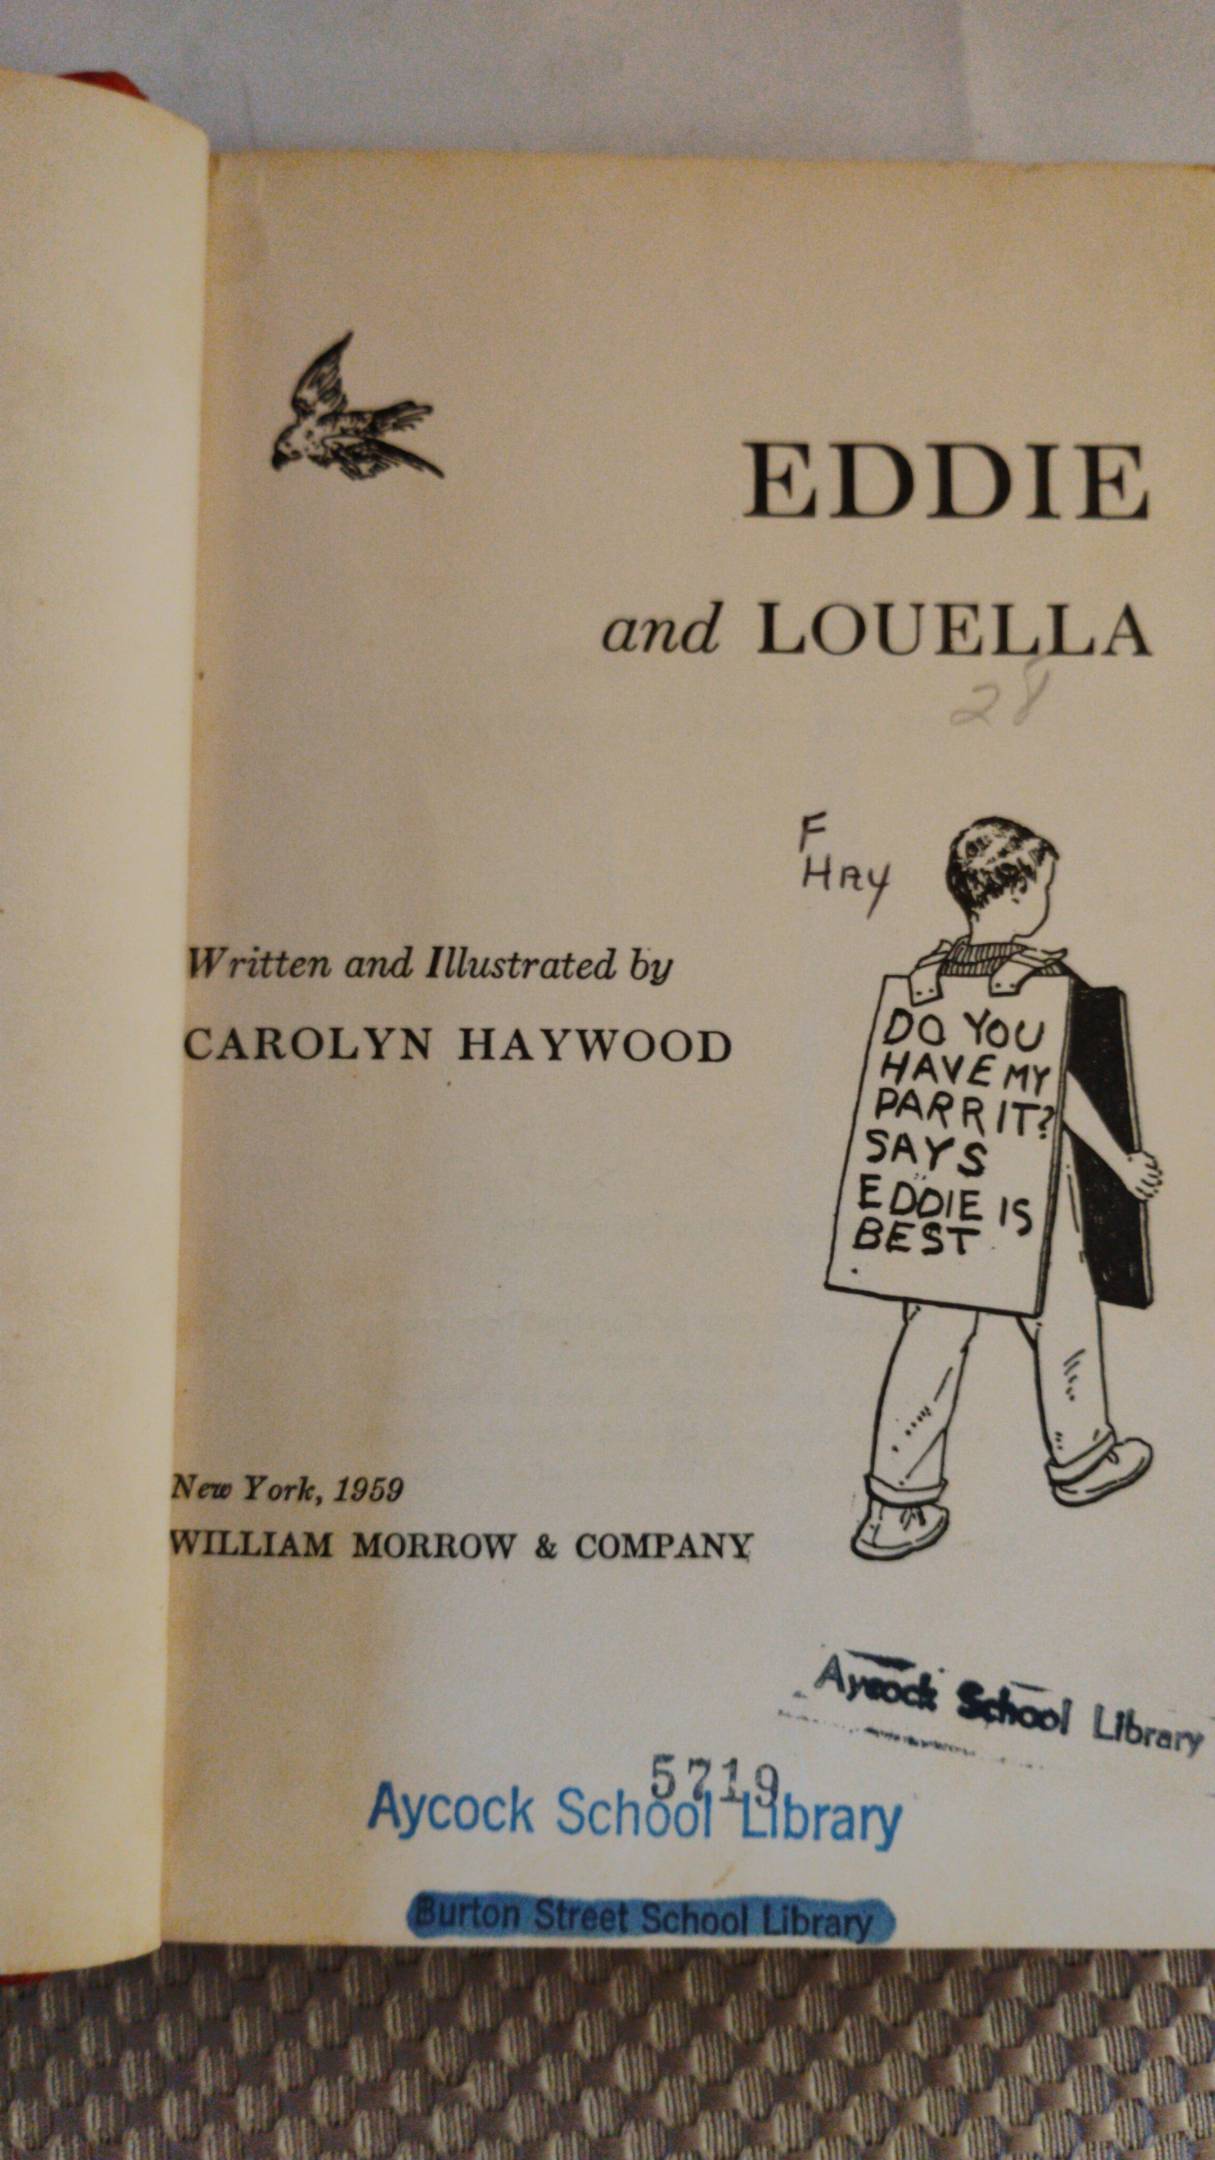 EDDIE
and LOUELLA
28
F
HAY
Written and Illustrated by
CAROLYN HAYWOOD
DO YOU
HAVE MY
PARRIT?
SAYS
EDDIE IS
BEST
New York, 1959
WILLIAM MORROW & COMPANY
Aycock School Library
5719
Aycock School Library
Burton Street School Library